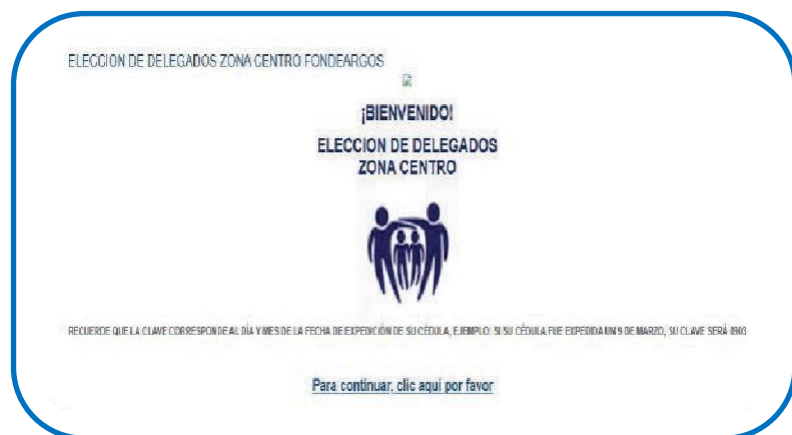 ELECCION DE DELEGADOS ZONA CENTRO FONDEARGOS
¡BIENVENIDO!
ELECCION DE DELEGADOS
ZONA CENTRO
RECUERDE QUE LA CLAVE CORRESPONDE AL DÍA Y MES DE LA FECHA DE EXPEDICIÓN DE SU CÉDULA, EJEMPLO: SI SU CÉDULA FUE EXPEDIDA UN 9 DE MARZO, SU CLAVE SERÁ 0903
Para continuar, clic aquí por favor